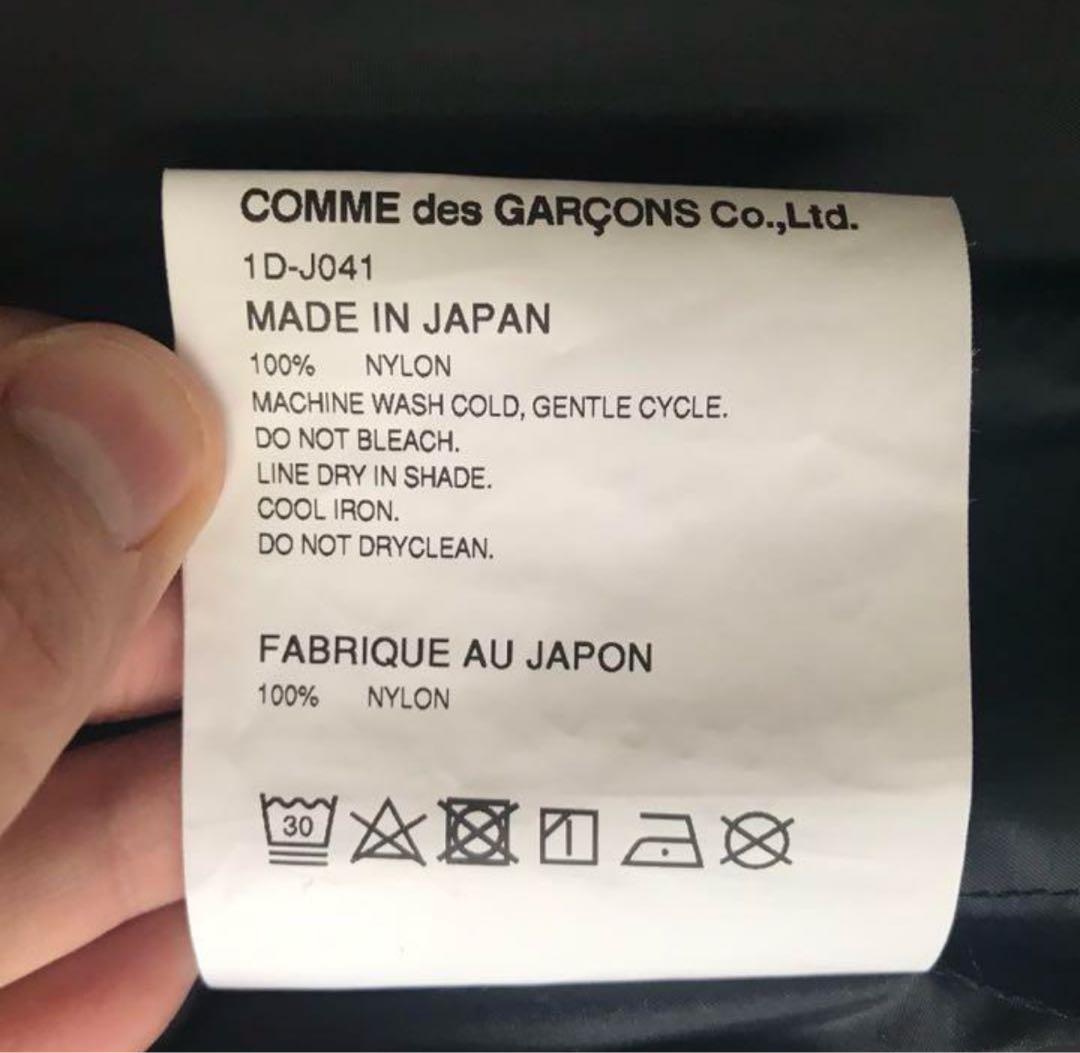 COMME des GARÇONS Co.,Ltd.
1D-J041
MADE IN JAPAN
100% NYLON
MACHINE WASH COLD, GENTLE CYCLE.
DO NOT BLEACH.
LINE DRY IN SHADE.
COOL IRON.
DO NOT DRYCLEAN.
FABRIQUE AU JAPON
100% NYLON
30